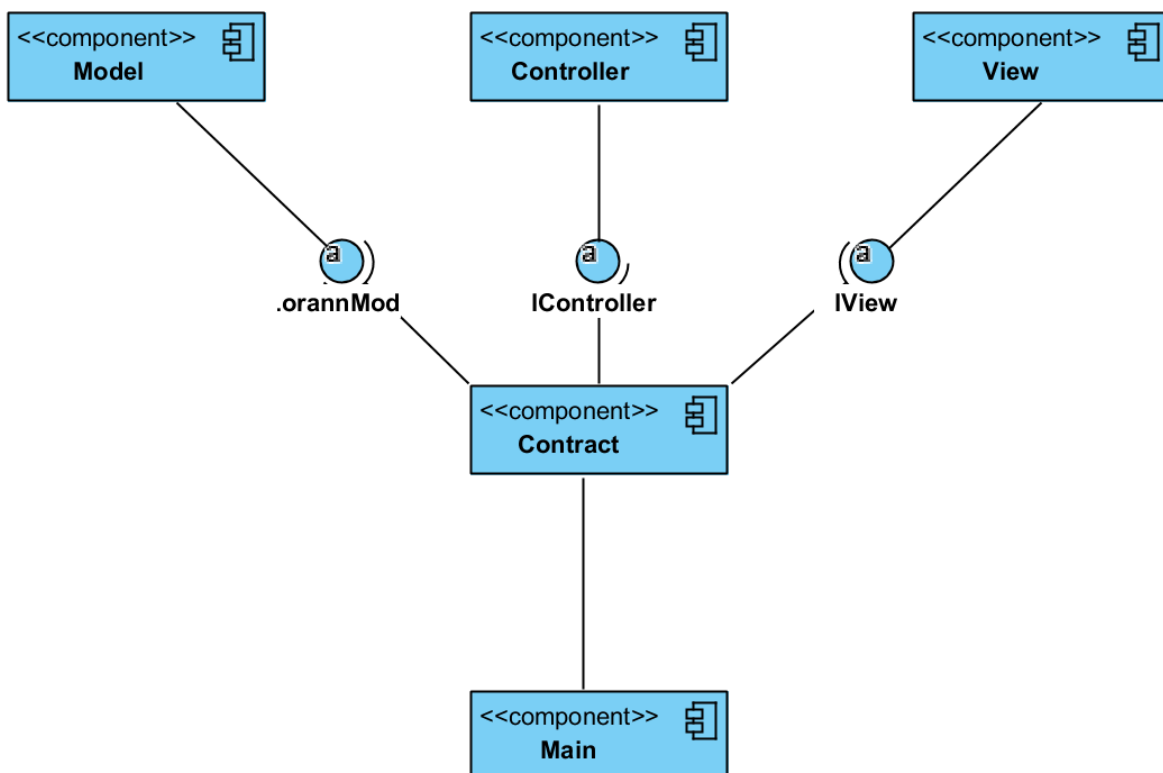 <<component>>
Model
<<component>>
Controller
<<component>>
View
a
a
a
.orannMod
IController
IView
<<component>>
Contract
<<component>>
Main